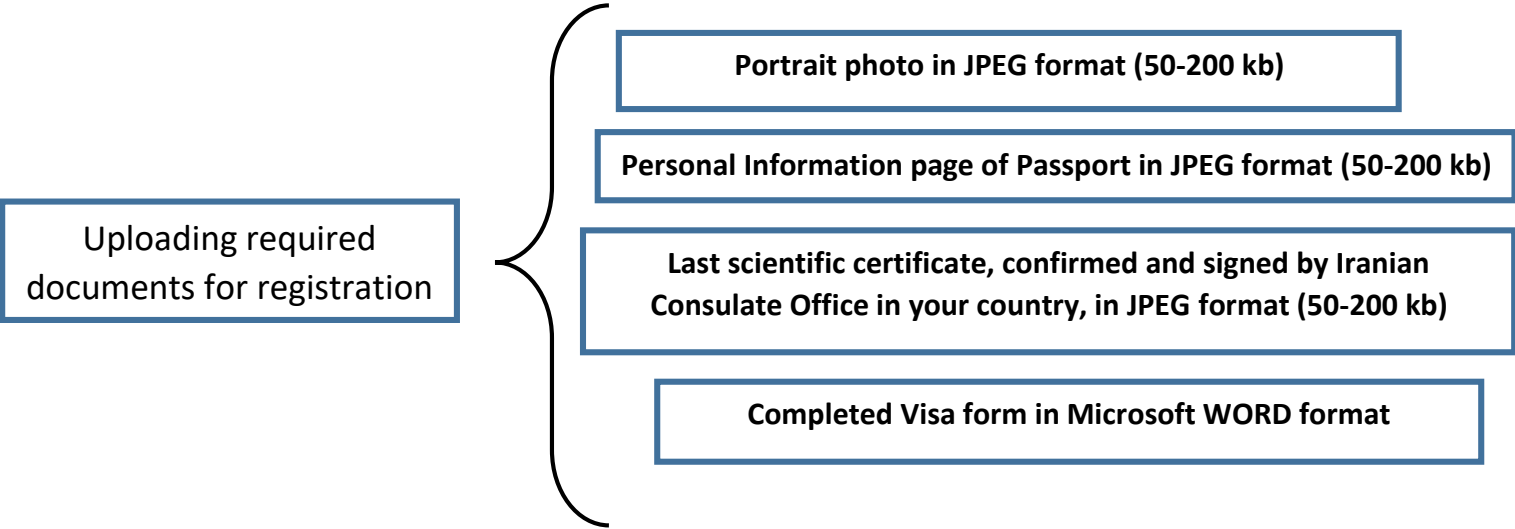 Uploading required
documents for registration
Portrait photo in JPEG format (50-200 kb)
Personal Information page of Passport in JPEG format (50-200 kb)
Last scientific certificate, confirmed and signed by Iranian
Consulate Office in your country, in JPEG format (50-200 kb)
Completed Visa form in Microsoft WORD format